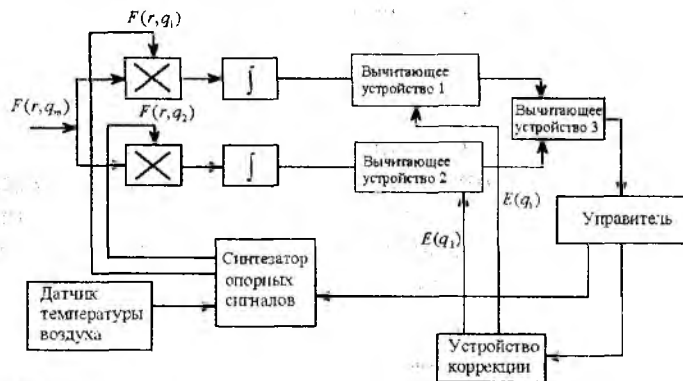 F(r,q₁)
∫
F(r,qₘ)
F(r,q₂)
∫
Вычитающее
устройство 1
Вычитающее
устройство 2
Вычитающее
устройство 3
E(q₁)
E(q₂)
Управитель
Синтезатор
опорных
сигналов
Датчик
температуры
воздуха
Устройство
коррекции